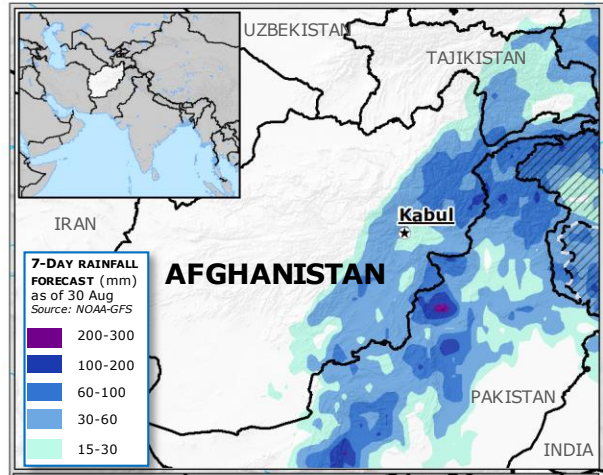 UZBEKISTAN
TAJIKISTAN
Kabul
IRAN
AFGHANISTAN
7-DAY RAINFALL
FORECAST (mm)
as of 30 Aug
Source: NOAA-GFS
200-300
100-200
60-100
30-60
15-30
PAKISTAN
INDIA